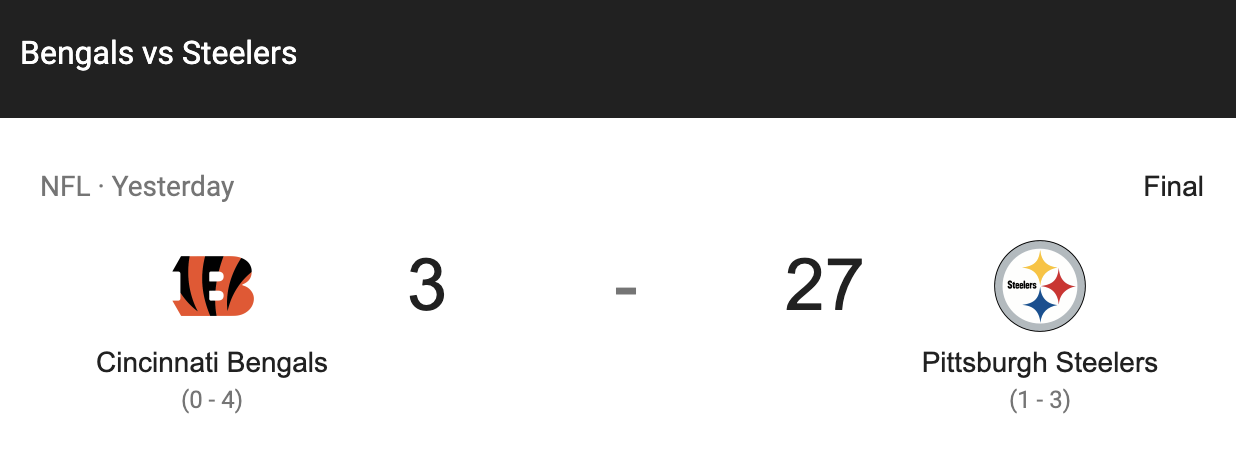 Bengals vs Steelers
NFL · Yesterday
Final
3
-
27
Steelers
Cincinnati Bengals
Pittsburgh Steelers
(0 - 4)
(1 - 3)